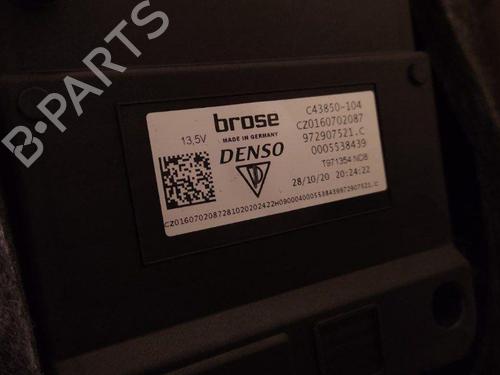 brose
MADE IN GERMANY
13,5V
DENSO
C43850-104
CZ0160702087
972907521.C
0005538439
T971354 NDB
28/10/20 20:24:22
CZ0160702087281020202422H0900040005538439972907521.C
B-PARTS